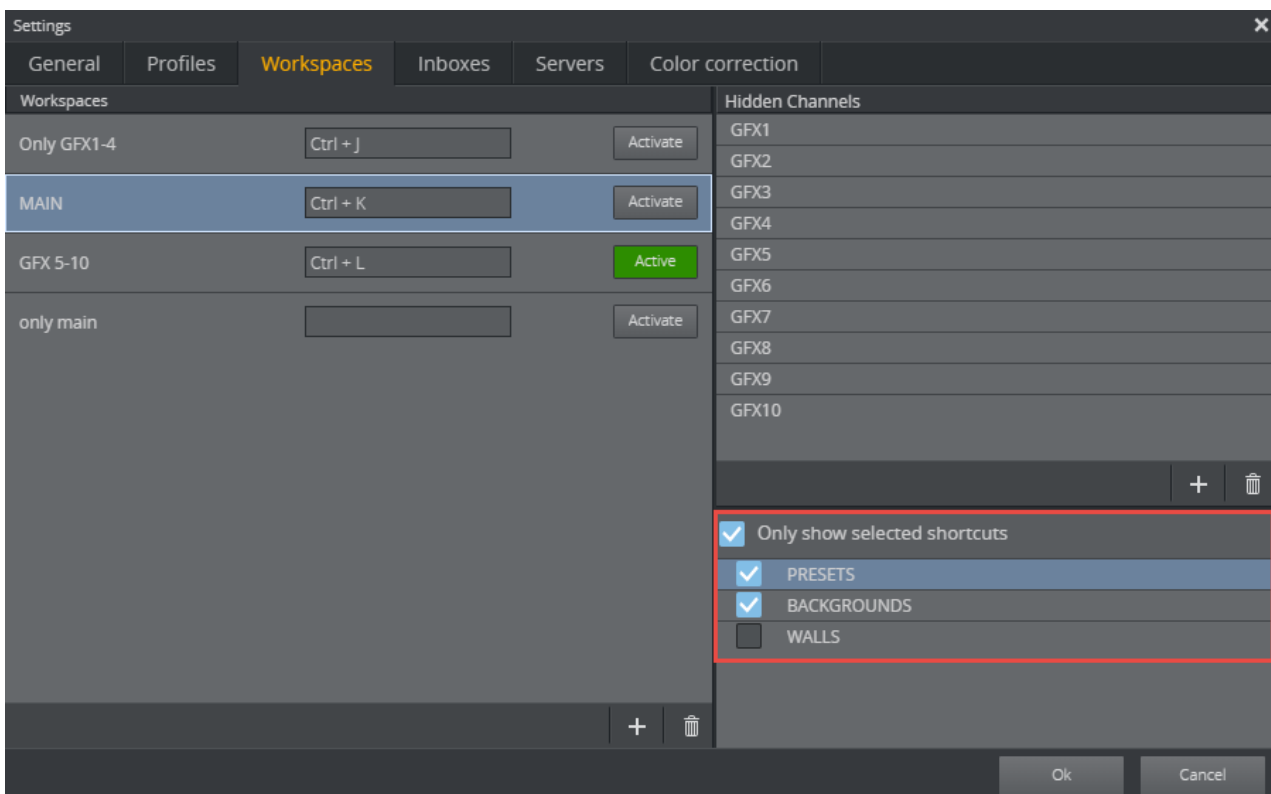 Settings
General Profiles Workspaces Inboxes Servers Color correction
Workspaces
Only GFX1-4 Ctrl + J Activate
MAIN Ctrl + K Activate
GFX 5-10 Ctrl + L Active
only main Activate
Hidden Channels
GFX1
GFX2
GFX3
GFX4
GFX5
GFX6
GFX7
GFX8
GFX9
GFX10
Only show selected shortcuts
PRESETS
BACKGROUNDS
WALLS
Ok Cancel